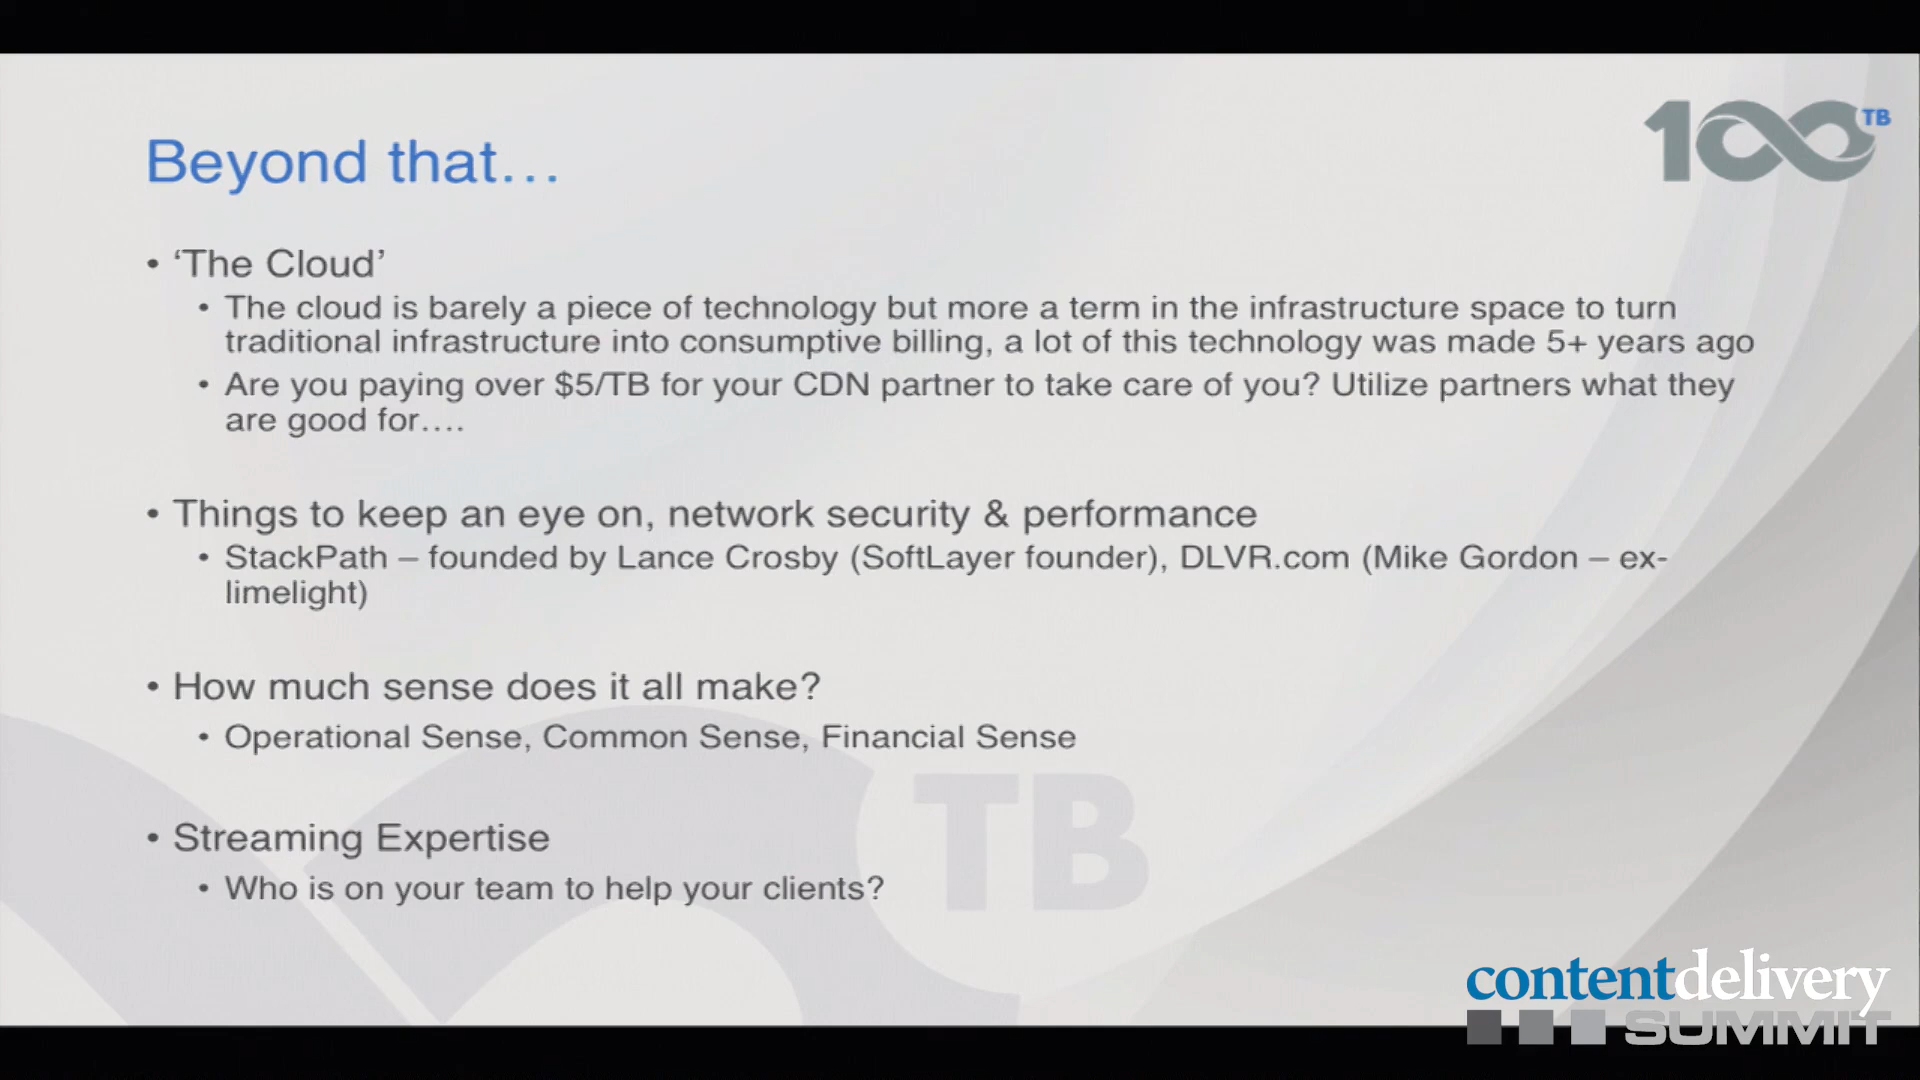 100TB
Beyond that…
• ‘The Cloud’
• The cloud is barely a piece of technology but more a term in the infrastructure space to turn
traditional infrastructure into consumptive billing, a lot of this technology was made 5+ years ago
• Are you paying over $5/TB for your CDN partner to take care of you? Utilize partners what they
are good for….
• Things to keep an eye on, network security & performance
• StackPath – founded by Lance Crosby (SoftLayer founder), DLVR.com (Mike Gordon – ex-
limelight)
• How much sense does it all make?
• Operational Sense, Common Sense, Financial Sense
TB
• Streaming Expertise
• Who is on your team to help your clients?
contentdelivery
SUMMIT